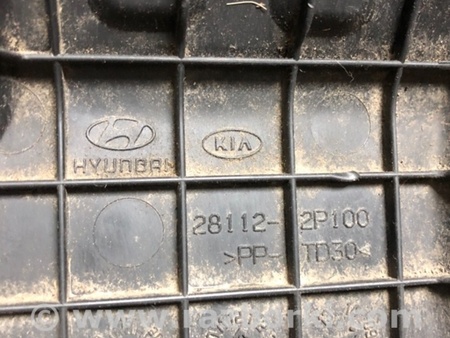 HYUNDAI KIA
28112- 2P100
>PP- TD30<